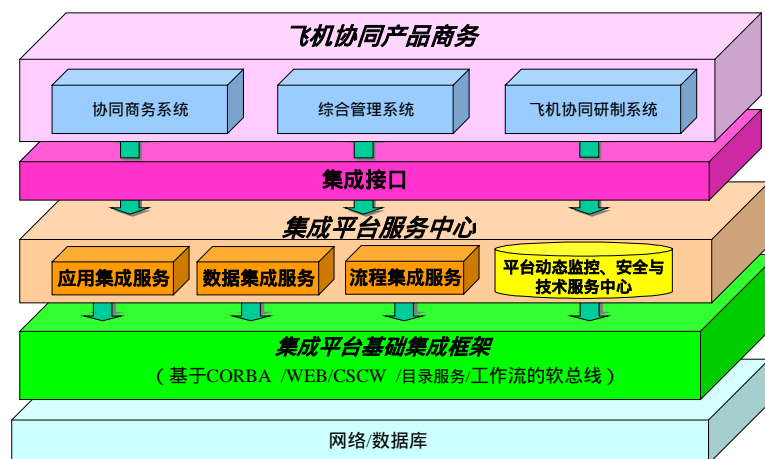 飞机协同产品商务
协同商务系统
综合管理系统
飞机协同研制系统
集成接口
集成平台服务中心
应用集成服务
数据集成服务
流程集成服务
平台动态监控、安全与
技术服务中心
集成平台基础集成框架
（基于CORBA /WEB/CSCW /目录服务/工作流的软总线）
网络/数据库